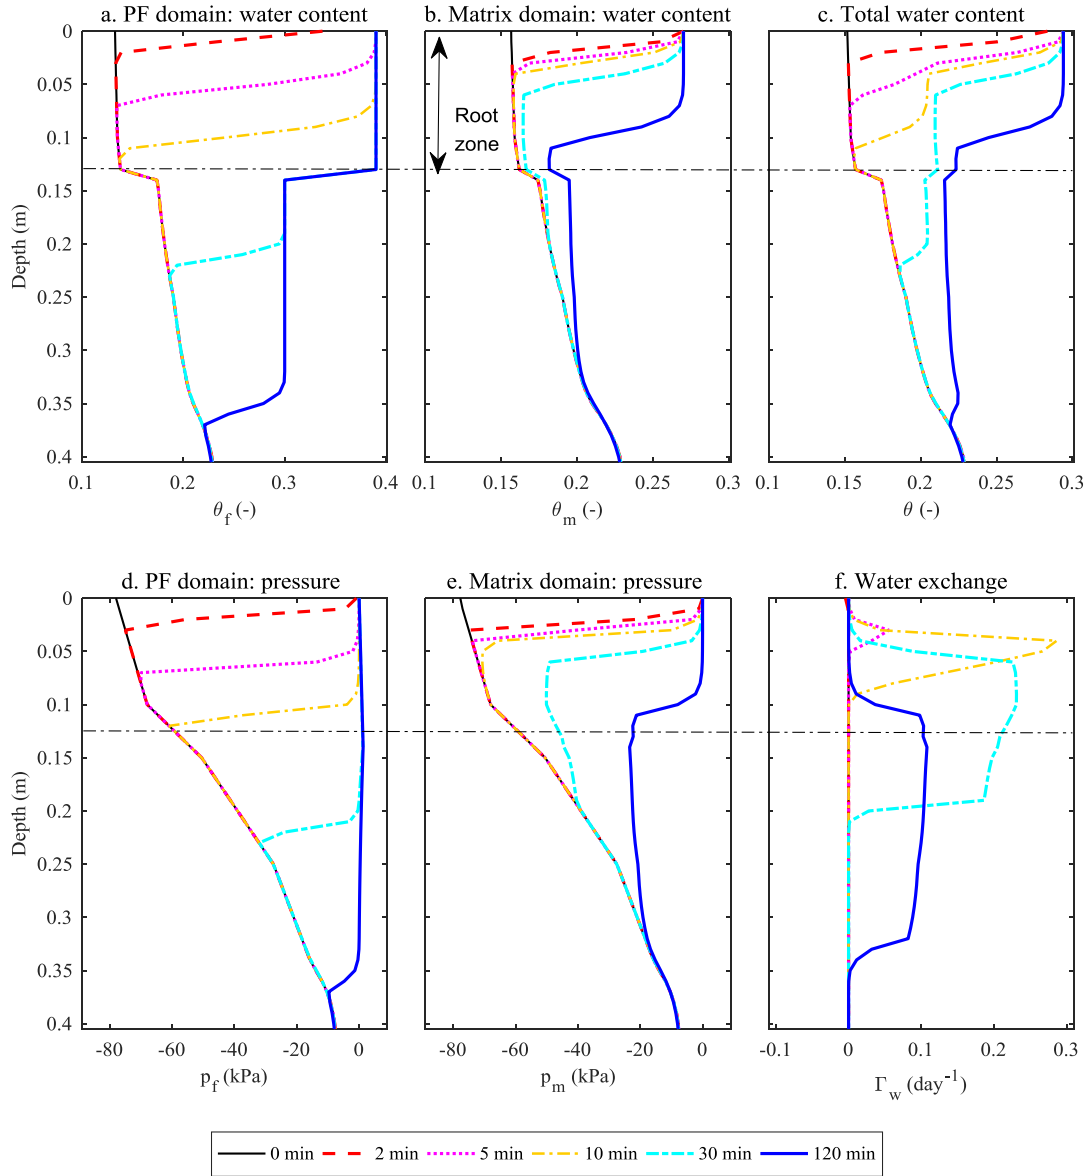 a. PF domain: water content
b. Matrix domain: water content
c. Total water content
0
0.05
0.1
0.15
0.2
0.25
0.3
0.35
0.4
Depth (m)
Root
zone
0.1 0.2 0.3 0.4
θf (-)
0.1 0.15 0.2 0.25 0.3
θm (-)
0.1 0.15 0.2 0.25 0.3
θ (-)
d. PF domain: pressure
e. Matrix domain: pressure
f. Water exchange
0
0.05
0.1
0.15
0.2
0.25
0.3
0.35
0.4
Depth (m)
-80 -60 -40 -20 0
pf (kPa)
-80 -60 -40 -20 0
pm (kPa)
-0.1 0 0.1 0.2 0.3
Γw (day-1)
0 min 2 min 5 min 10 min 30 min 120 min